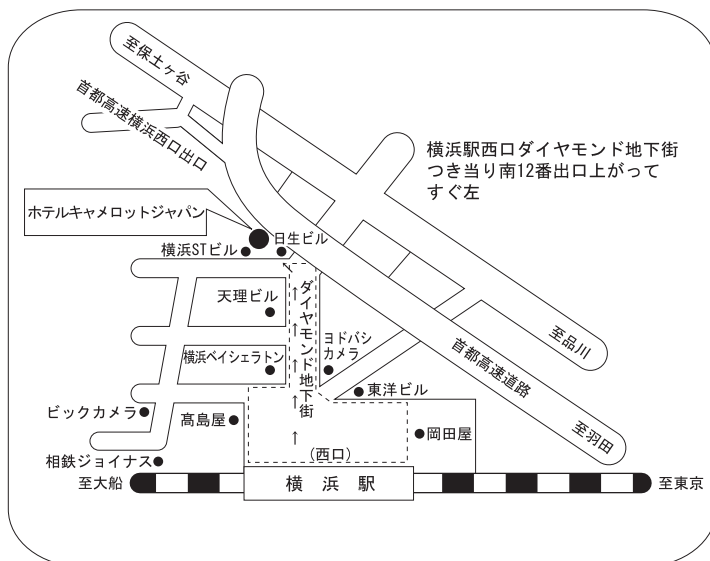 至保土ヶ谷
首都高速横浜西口出口
横浜駅西口ダイヤモンド地下街
つき当り南12番出口上がって
すぐ左
ホテルキャメロットジャパン
日生ビル
横浜STビル
天理ビル
ダイヤモンド地下街
ヨドバシ
カメラ
至品川
首都高速道路
横浜ベイシェラトン
東洋ビル
ビックカメラ
髙島屋
岡田屋
至羽田
(西口)
相鉄ジョイナス
至大船
横浜駅
至東京